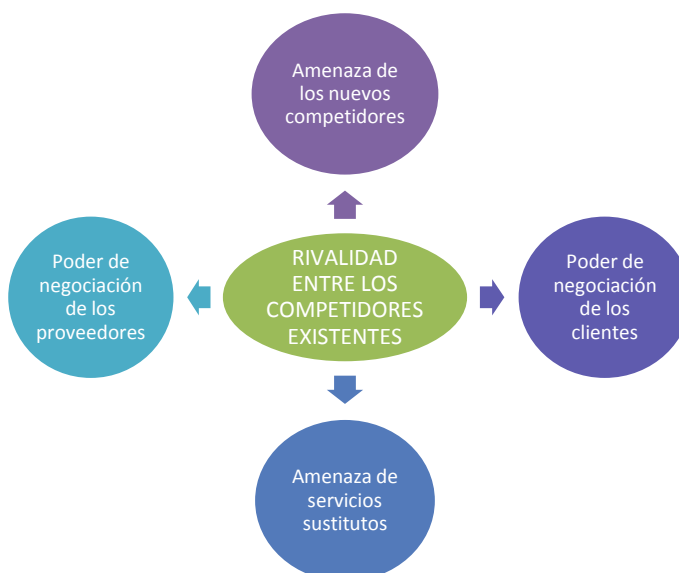 Amenaza de
los nuevos
competidores
Poder de
negociación
de los
proveedores
RIVALIDAD
ENTRE LOS
COMPETIDORES
EXISTENTES
Poder de
negociación
de los
clientes
Amenaza de
servicios
sustitutos